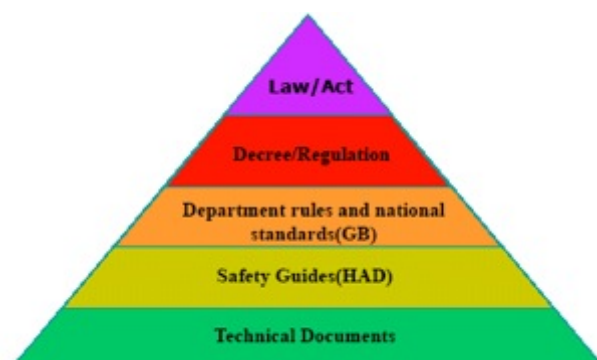 Law/Act
Decree/Regulation
Department rules and national
standards(GB)
Safety Guides(HAD)
Technical Documents